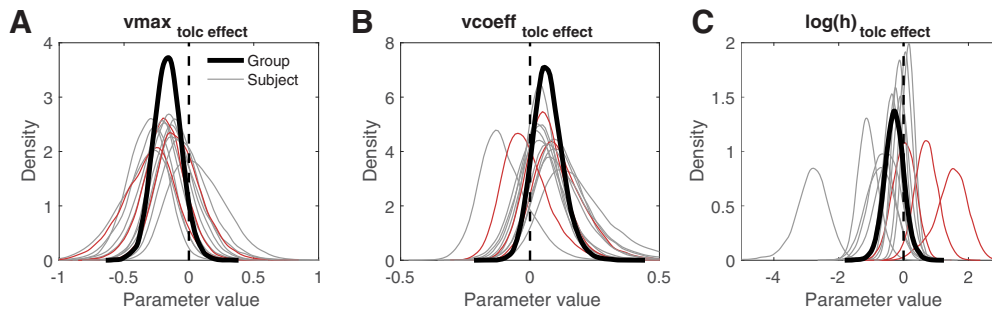 A
vmax tolc effect
4
3
2
1
0
Density
-1
-0.5
0
0.5
1
Parameter value
Group
Subject
B
vcoeff tolc effect
8
6
4
2
0
Density
-0.5
0
0.5
Parameter value
C
log(h) tolc effect
2
1.5
1
0.5
0
Density
-4
-2
0
2
Parameter value